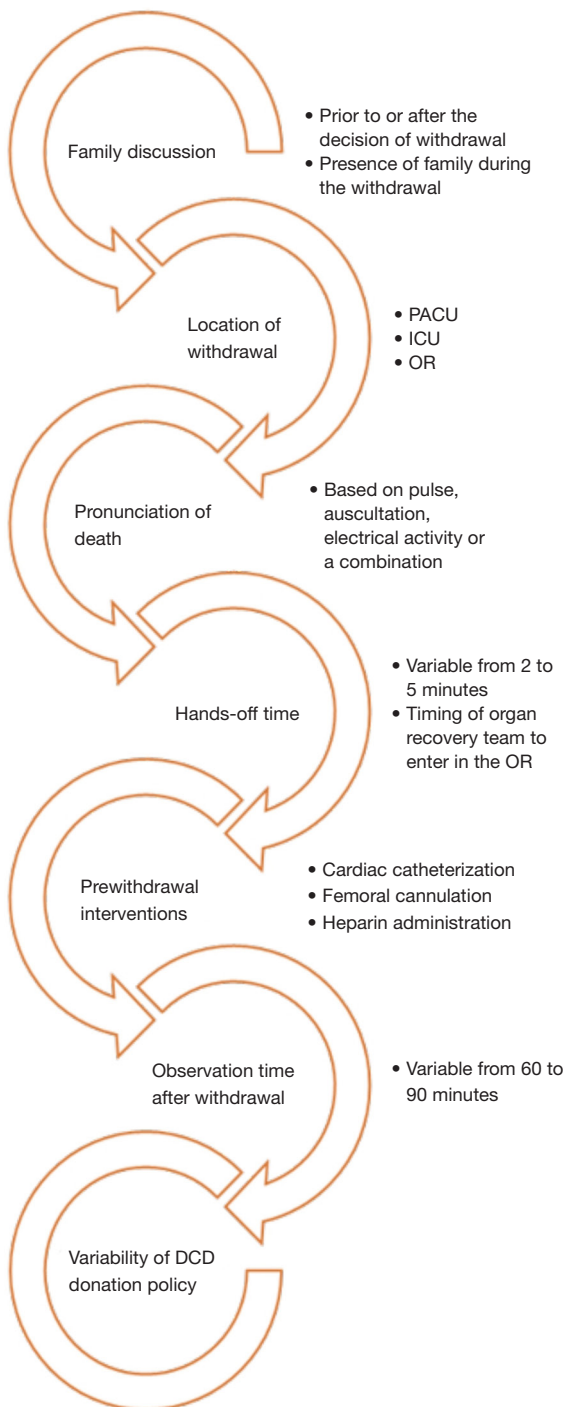 Family discussion
• Prior to or after the
decision of withdrawal
• Presence of family during
the withdrawal
Location of
withdrawal
• PACU
• ICU
• OR
Pronunciation of
death
• Based on pulse,
auscultation,
electrical activity or
a combination
Hands-off time
• Variable from 2 to
5 minutes
• Timing of organ
recovery team to
enter in the OR
Prewithdrawal
interventions
• Cardiac catheterization
• Femoral cannulation
• Heparin administration
Observation time
after withdrawal
• Variable from 60 to
90 minutes
Variability of DCD
donation policy